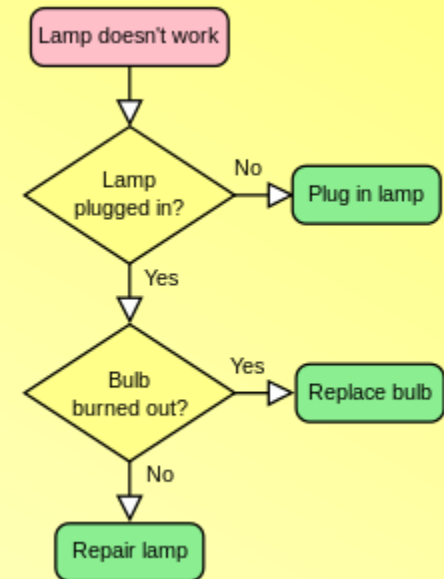 Lamp doesn't work
Lamp
plugged in?
No
Plug in lamp
Yes
Bulb
burned out?
Yes
Replace bulb
No
Repair lamp